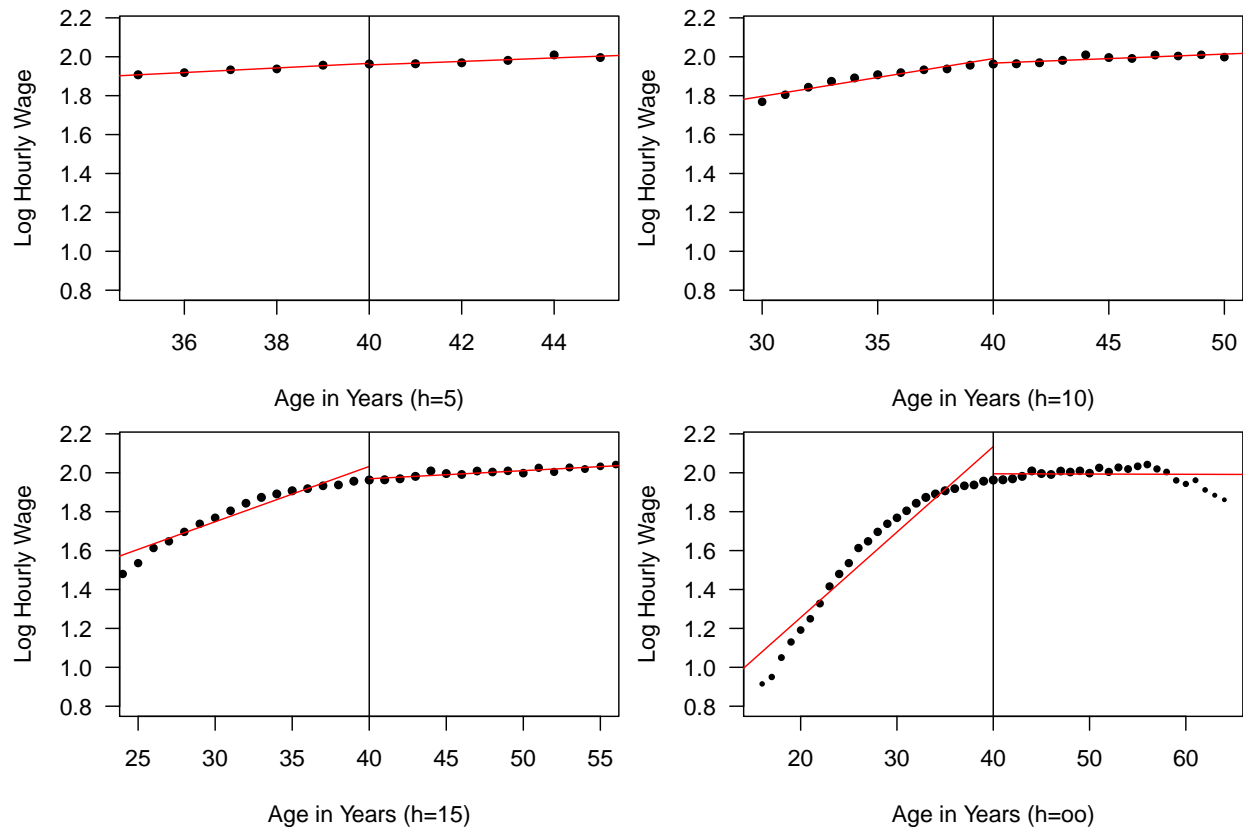 2.2
2.0
1.8
1.6
1.4
1.2
1.0
0.8
Log Hourly Wage
36 38 40 42 44
Age in Years (h=5)
2.2
2.0
1.8
1.6
1.4
1.2
1.0
0.8
Log Hourly Wage
30 35 40 45 50
Age in Years (h=10)
2.2
2.0
1.8
1.6
1.4
1.2
1.0
0.8
Log Hourly Wage
25 30 35 40 45 50 55
Age in Years (h=15)
2.2
2.0
1.8
1.6
1.4
1.2
1.0
0.8
Log Hourly Wage
20 30 40 50 60
Age in Years (h=oo)